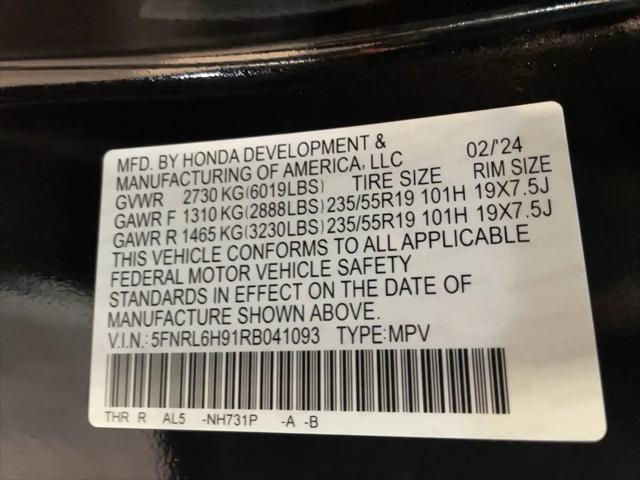 MFD. BY HONDA DEVELOPMENT &
MANUFACTURING OF AMERICA, LLC 02/'24
GVWR 2730 KG(6019LBS) TIRE SIZE RIM SIZE
GAWR F 1310 KG(2888LBS) 235/55R19 101H 19X7.5J
GAWR R 1465 KG(3230LBS) 235/55R19 101H 19X7.5J
THIS VEHICLE CONFORMS TO ALL APPLICABLE
FEDERAL MOTOR VEHICLE SAFETY
STANDARDS IN EFFECT ON THE DATE OF
MANUFACTURE SHOWN ABOVE.
V.I.N.: 5FNRL6H91RB041093 TYPE:MPV
THR R AL5 -NH731P -A -B